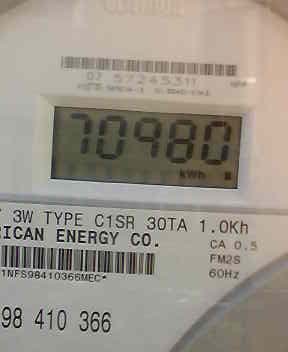 07 57245311
70980
kWh
3W TYPE C1SR 30TA 1.0Kh
RICAN ENERGY CO.
CA 0.5
FM2S
1NFS98410366MEC*
60Hz
98 410 366